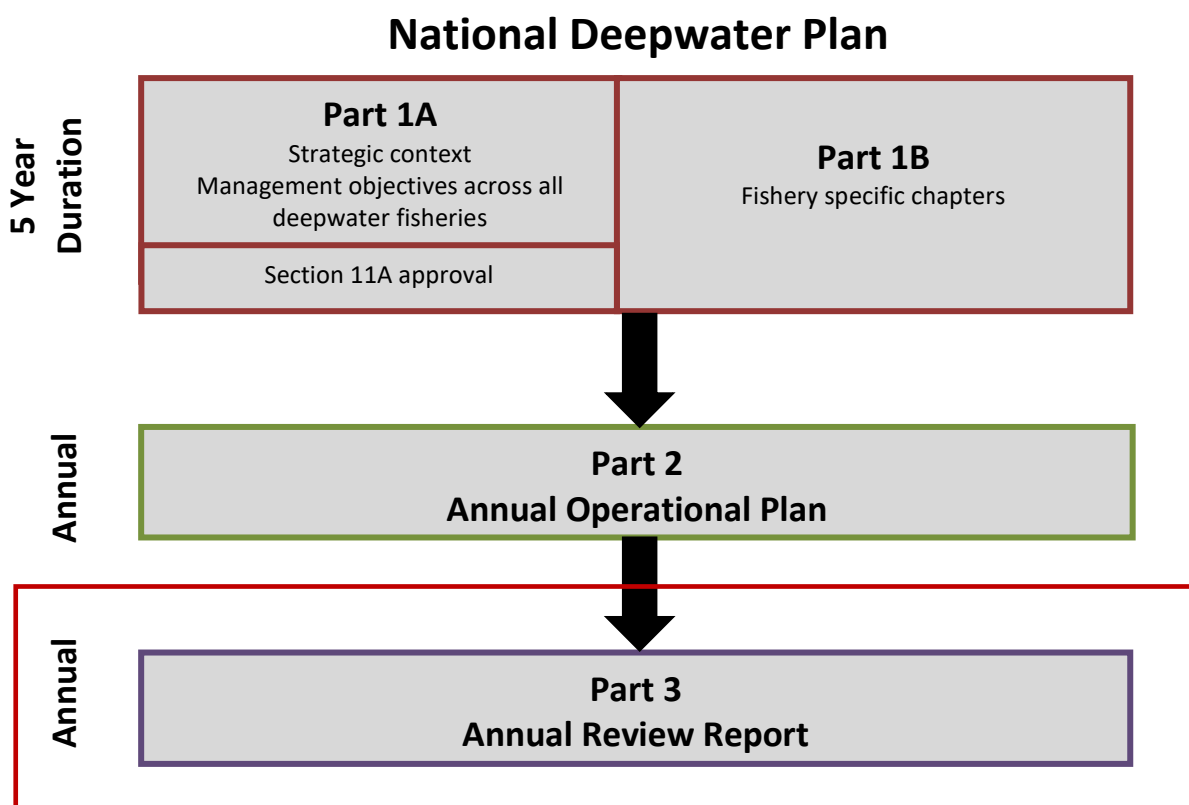 National Deepwater Plan
5 Year
Duration
Part 1A
Strategic context
Management objectives across all
deepwater fisheries
Section 11A approval
Part 1B
Fishery specific chapters
Annual
Part 2
Annual Operational Plan
Annual
Part 3
Annual Review Report